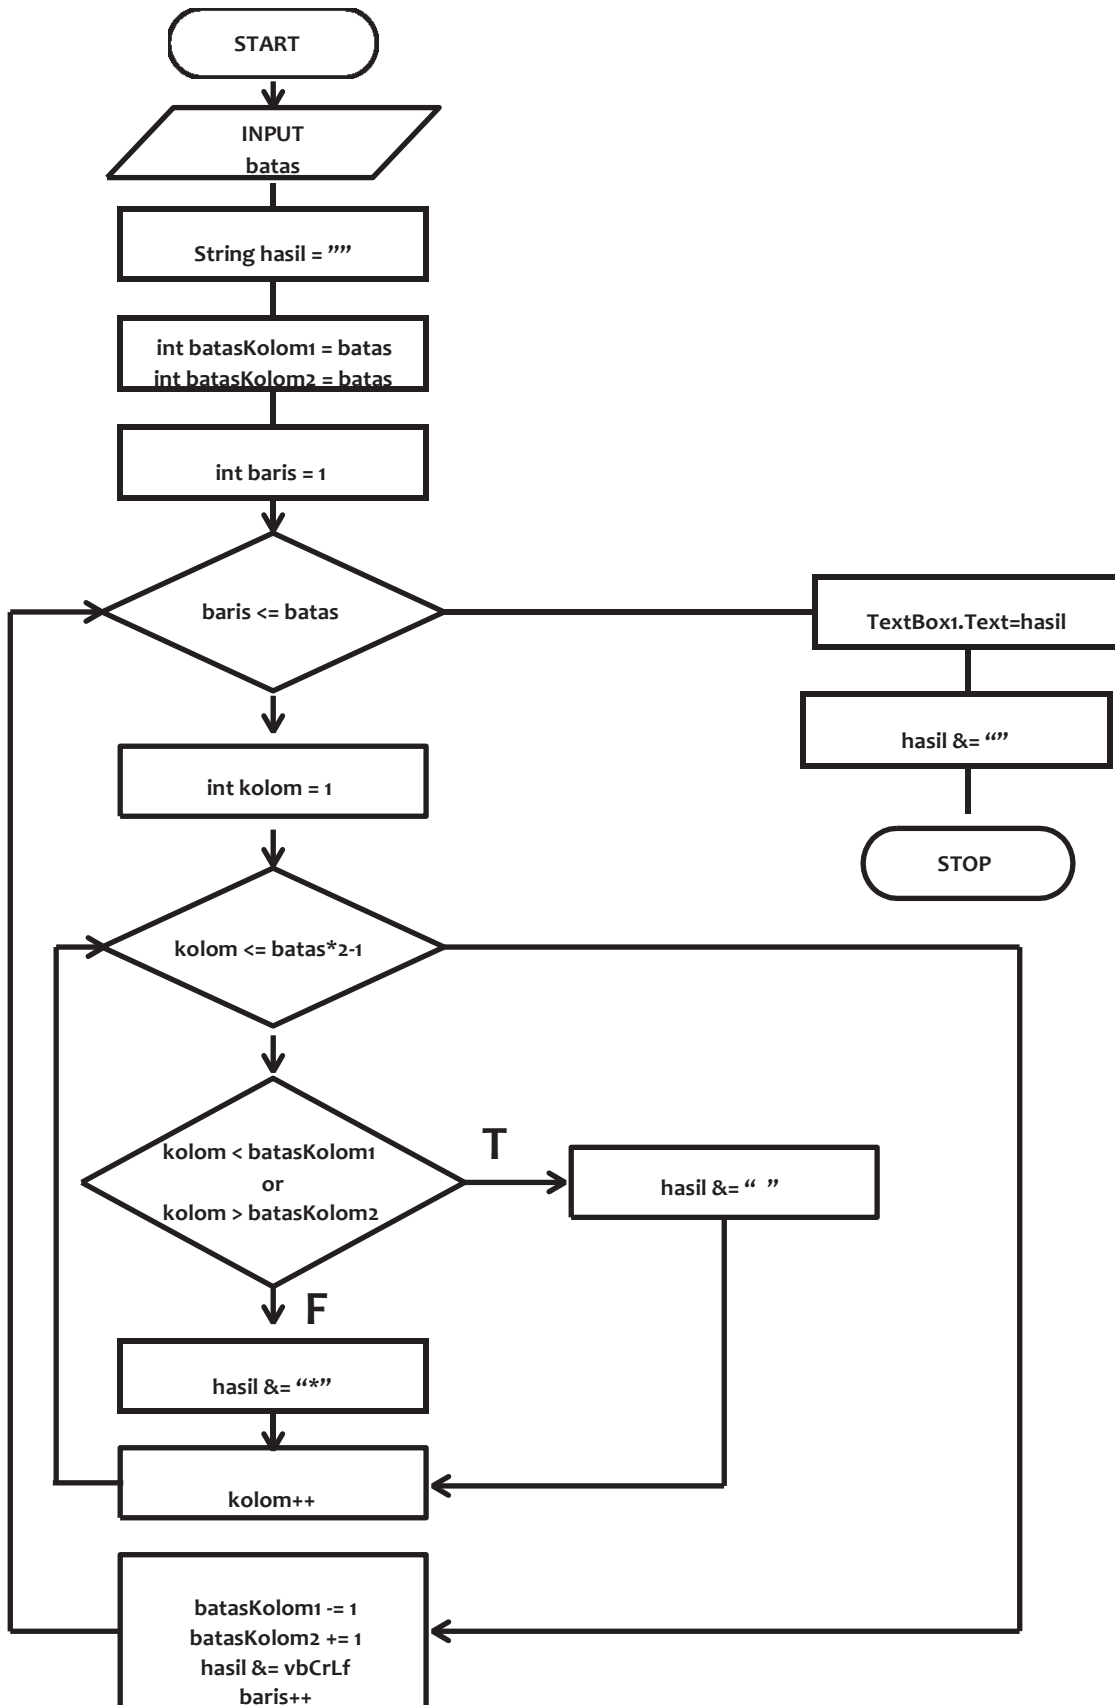 START
INPUT
batas
String hasil = ””
int batasKolom1 = batas
int batasKolom2 = batas
int baris = 1
baris <= batas
TextBox1.Text=hasil
hasil &= “”
STOP
int kolom = 1
kolom <= batas*2-1
kolom < batasKolom1
or
kolom > batasKolom2
T
hasil &= “ ”
F
hasil &= “*”
kolom++
batasKolom1 -= 1
batasKolom2 += 1
hasil &= vbCrLf
baris++